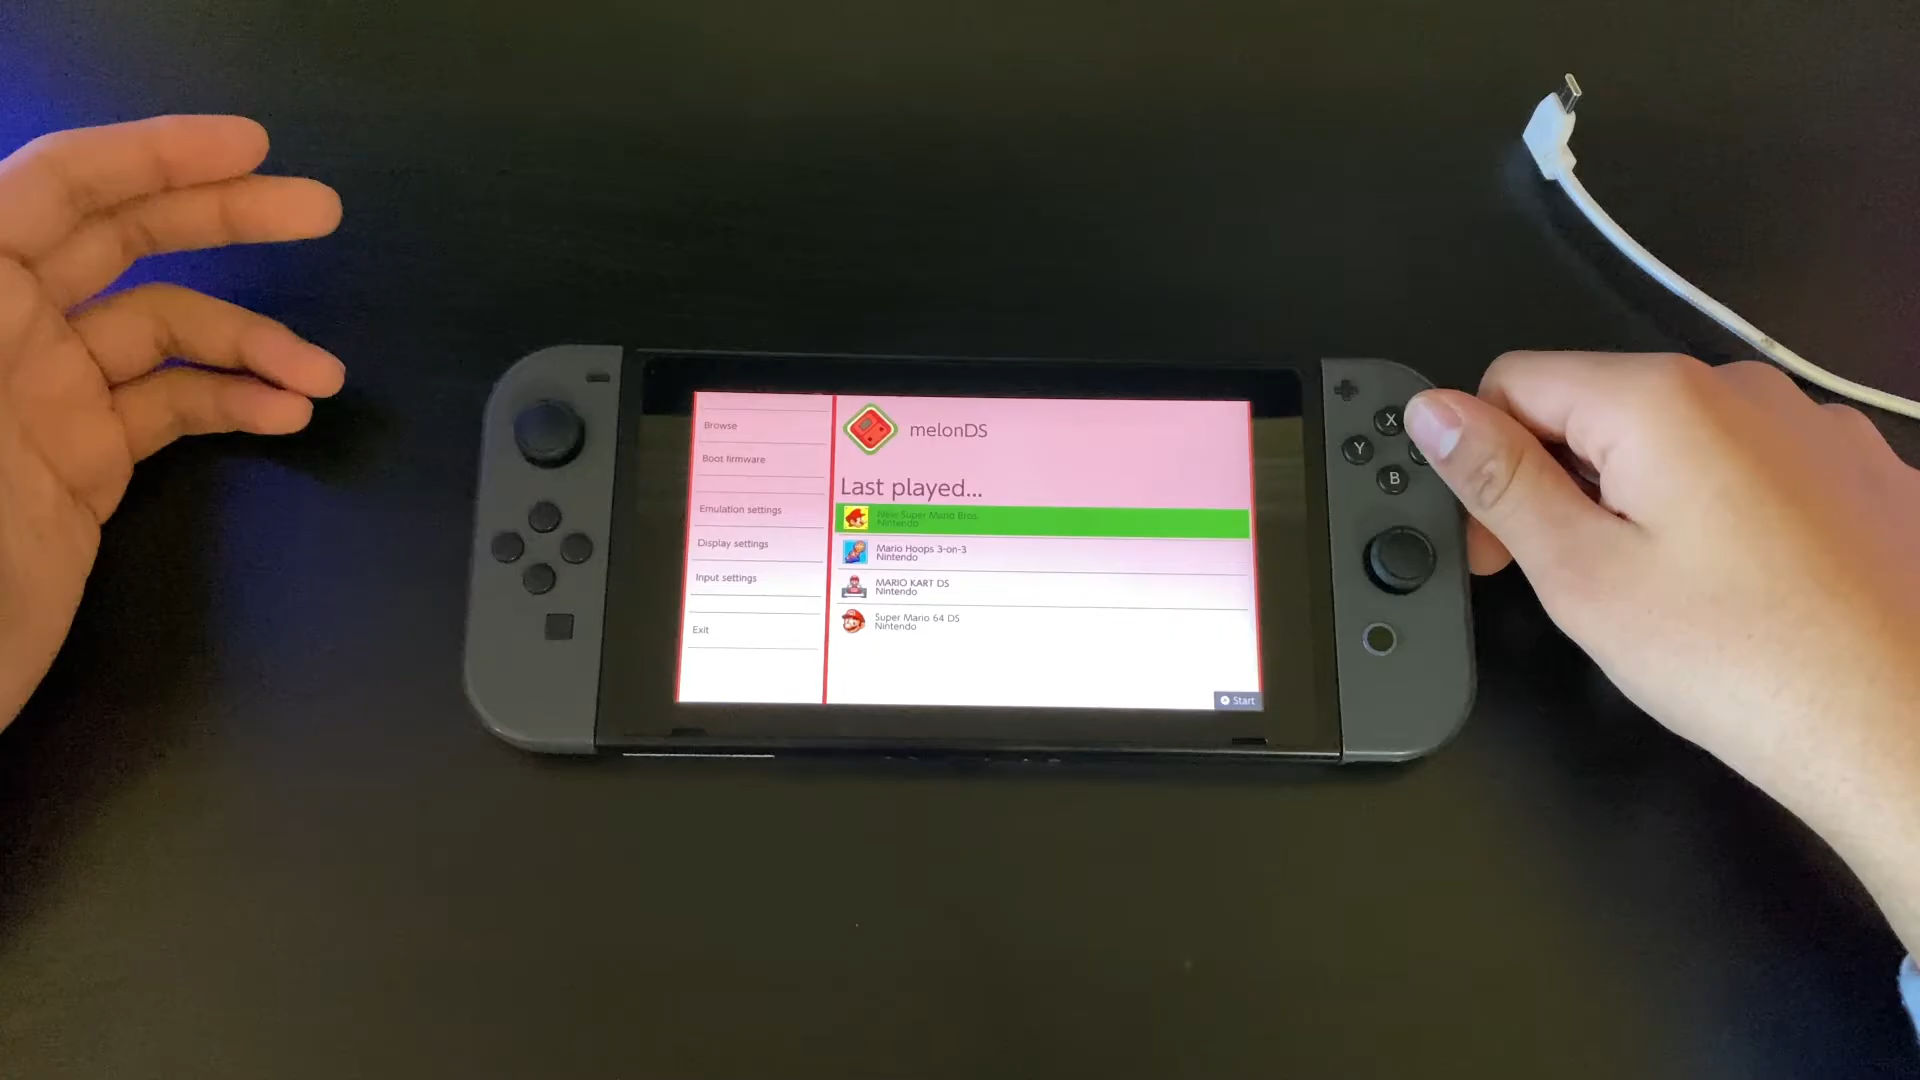 Browse
Boot firmware
Emulation settings
Display settings
Input settings
Exit
melonDS
Last played...
New Super Mario Bros.
Nintendo
Mario Hoops 3-on-3
Nintendo
MARIO KART DS
Nintendo
Super Mario 64 DS
Nintendo
Start
X
Y
B